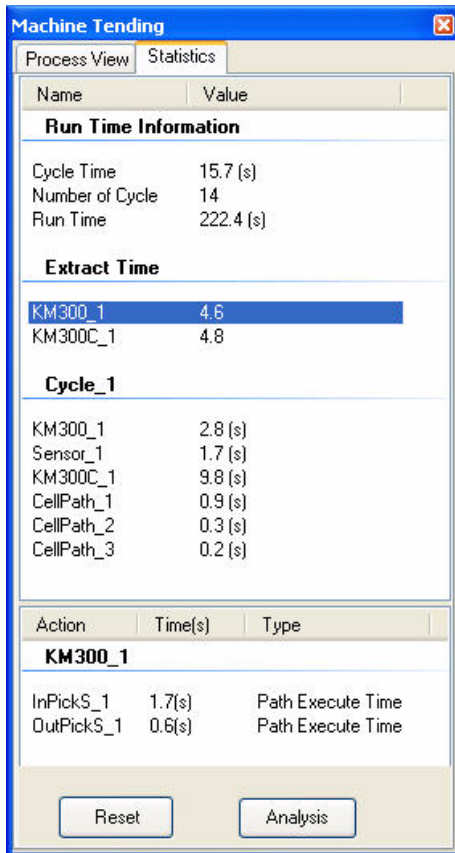 Machine Tending
Process View Statistics
Name Value
Run Time Information
Cycle Time 15.7 (s)
Number of Cycle 14
Run Time 222.4 (s)
Extract Time
KM300_1 4.6
KM300C_1 4.8
Cycle_1
KM300_1 2.8 (s)
Sensor_1 1.7 (s)
KM300C_1 9.8 (s)
CellPath_1 0.9 (s)
CellPath_2 0.3 (s)
CellPath_3 0.2 (s)
Action Time(s) Type
KM300_1
InPickS_1 1.7(s) Path Execute Time
OutPickS_1 0.6(s) Path Execute Time
Reset Analysis